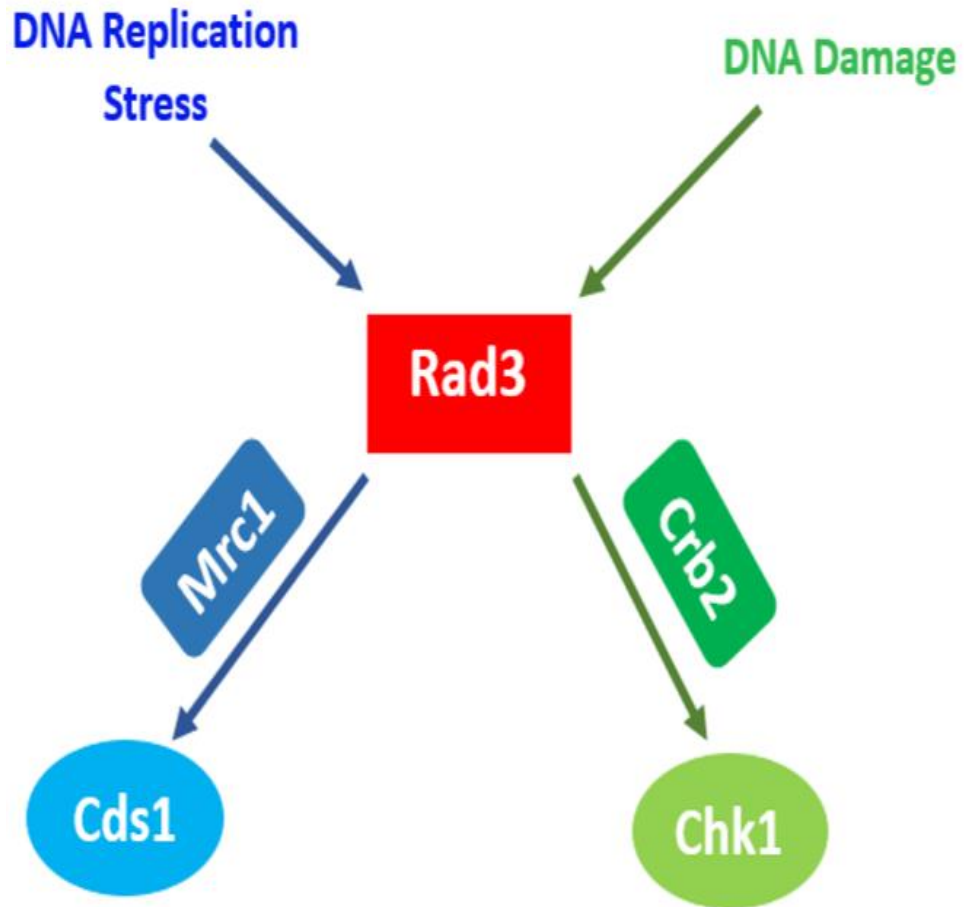 DNA Replication
Stress
DNA Damage
Rad3
Mrc1
Crb2
Cds1
Chk1